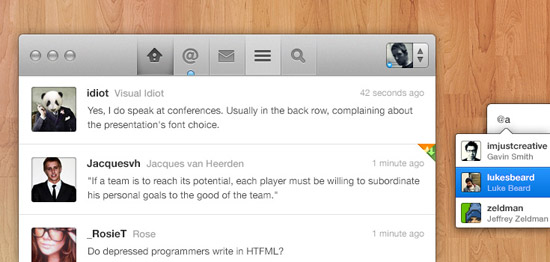 idiot Visual Idiot 42 seconds ago
Yes, I do speak at conferences. Usually in the back row, complaining about
the presentation's font choice.
Jacquesvh Jacques van Heerden 1 minute ago
"If a team is to reach its potential, each player must be willing to subordinate
his personal goals to the good of the team."
_RosieT Rose 1 minute ago
Do depressed programmers write in HTFML?
@a
imjustcreative
Gavin Smith
lukesbeard
Luke Beard
zeldman
Jeffrey Zeldman